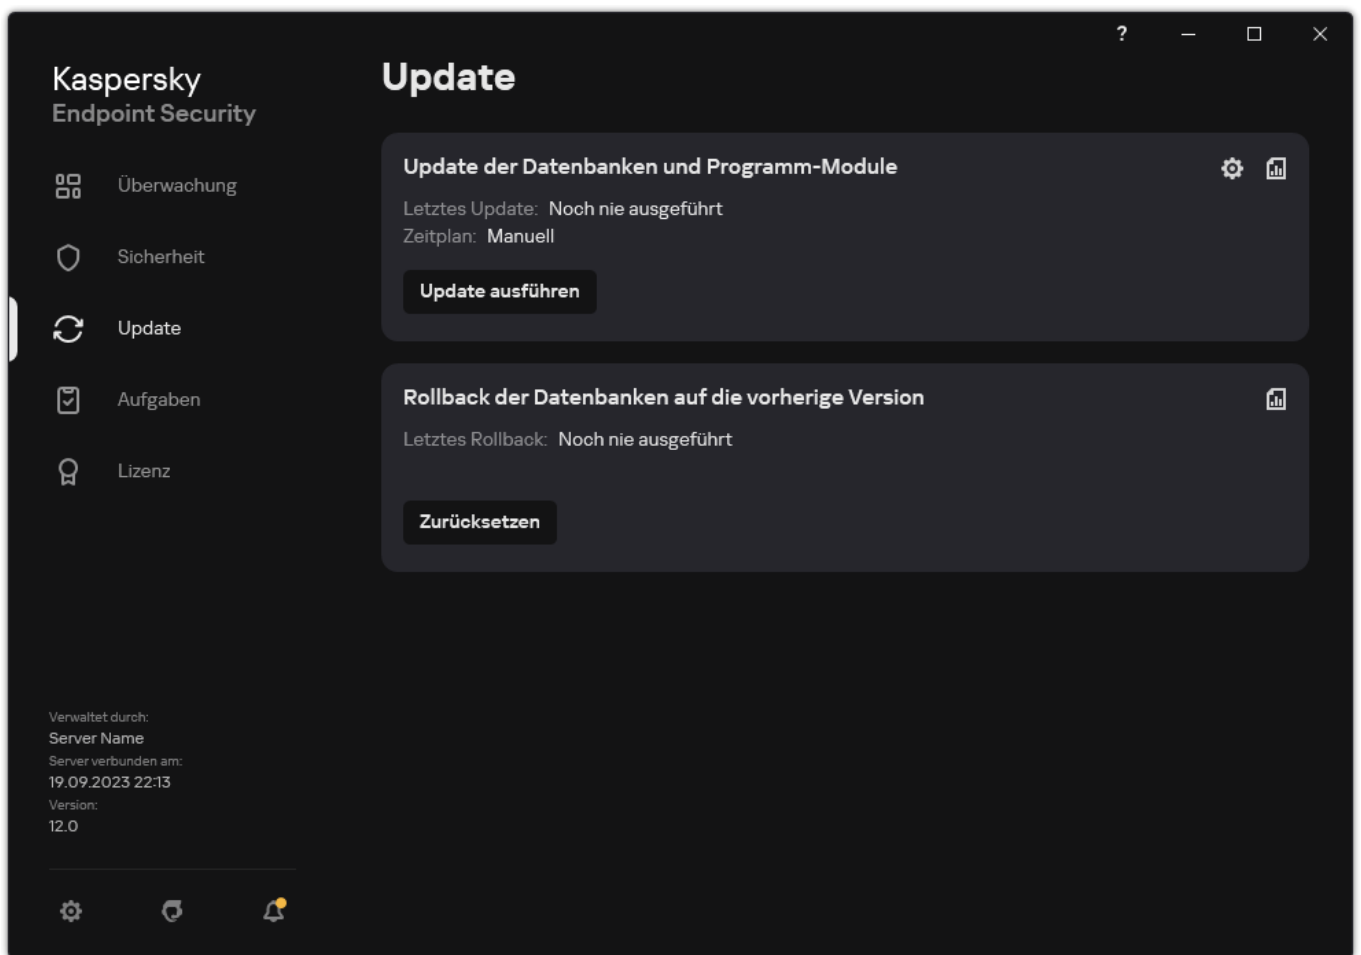 ?
Kaspersky
Endpoint Security
Update
Überwachung
Sicherheit
Update
Aufgaben
Lizenz
Update der Datenbanken und Programm-Module
Letztes Update: Noch nie ausgeführt
Zeitplan: Manuell
Update ausführen
Rollback der Datenbanken auf die vorherige Version
Letztes Rollback: Noch nie ausgeführt
Zurücksetzen
Verwaltet durch:
Server Name
Server verbunden am:
19.09.2023 22:13
Version:
12.0